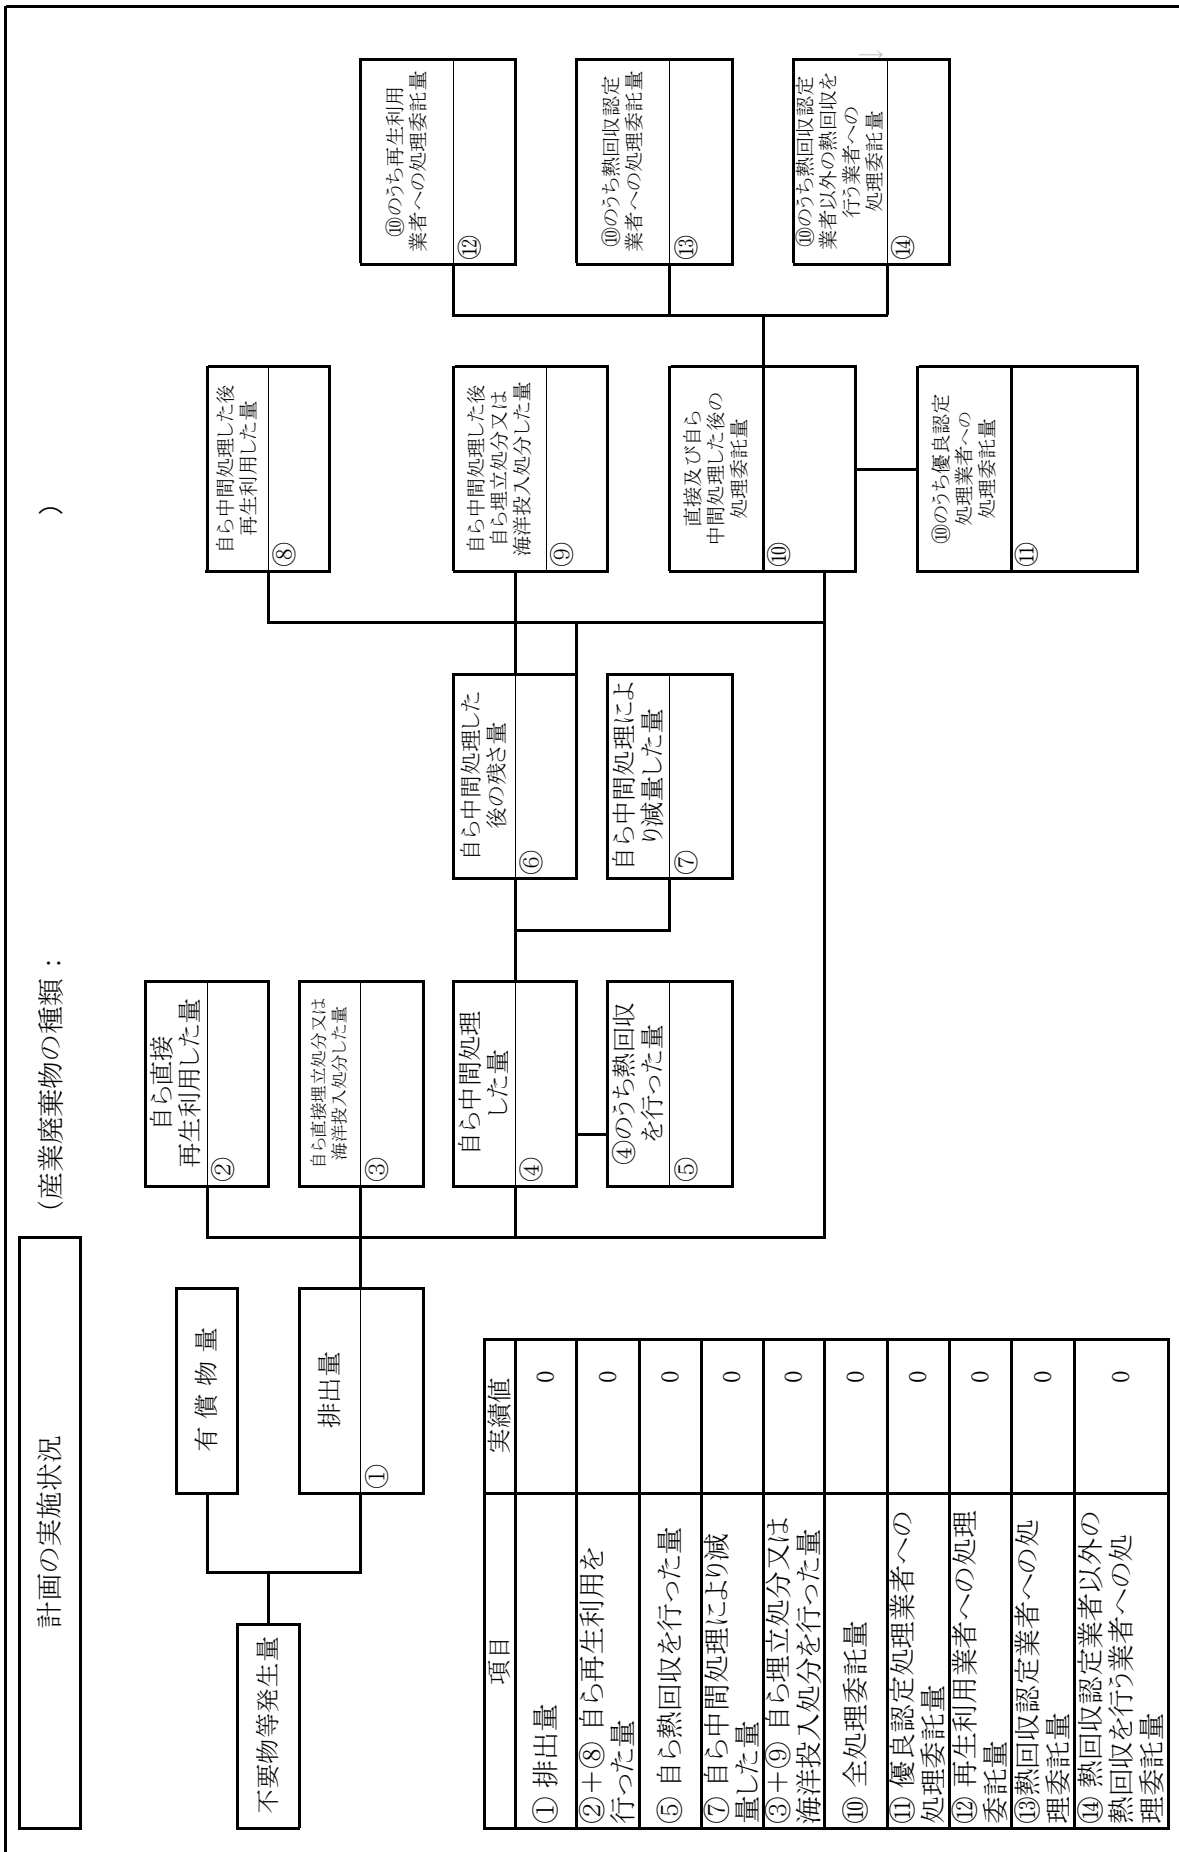 計画の実施状況
（産業廃棄物の種類：
）
不要物等発生量
有 償 物 量
排出量
①
自ら直接
再生利用した量
②
自ら直接埋立処分又は
海洋投入処分した量
③
自ら中間処理
した量
④
④のうち熱回収
を行った量
⑤
自ら中間処理した
後の残さ量
⑥
自ら中間処理によ
り減量した量
⑦
自ら中間処理した後
再生利用した量
⑧
自ら中間処理した後
自ら埋立処分又は
海洋投入処分した量
⑨
直接及び自ら
中間処理した後の
処理委託量
⑩
⑩のうち優良認定
処理業者への
処理委託量
⑪
⑩のうち再生利用
業者への処理委託量
⑫
⑩のうち熱回収認定
業者への処理委託量
⑬
⑩のうち熱回収認定
業者以外の熱回収を
行う業者への
処理委託量
⑭
→
項目 実績値
① 排出量 0
②＋⑧ 自ら再生利用を
行った量 0
⑤ 自ら熱回収を行った量 0
⑦ 自ら中間処理により減
量した量 0
③＋⑨ 自ら埋立処分又は
海洋投入処分を行った量 0
⑩ 全処理委託量 0
⑪ 優良認定処理業者への
処理委託量 0
⑫ 再生利用業者への処理
委託量 0
⑬熱回収認定業者への処
理委託量 0
⑭ 熱回収認定業者以外の
熱回収を行う業者への処
理委託量 0